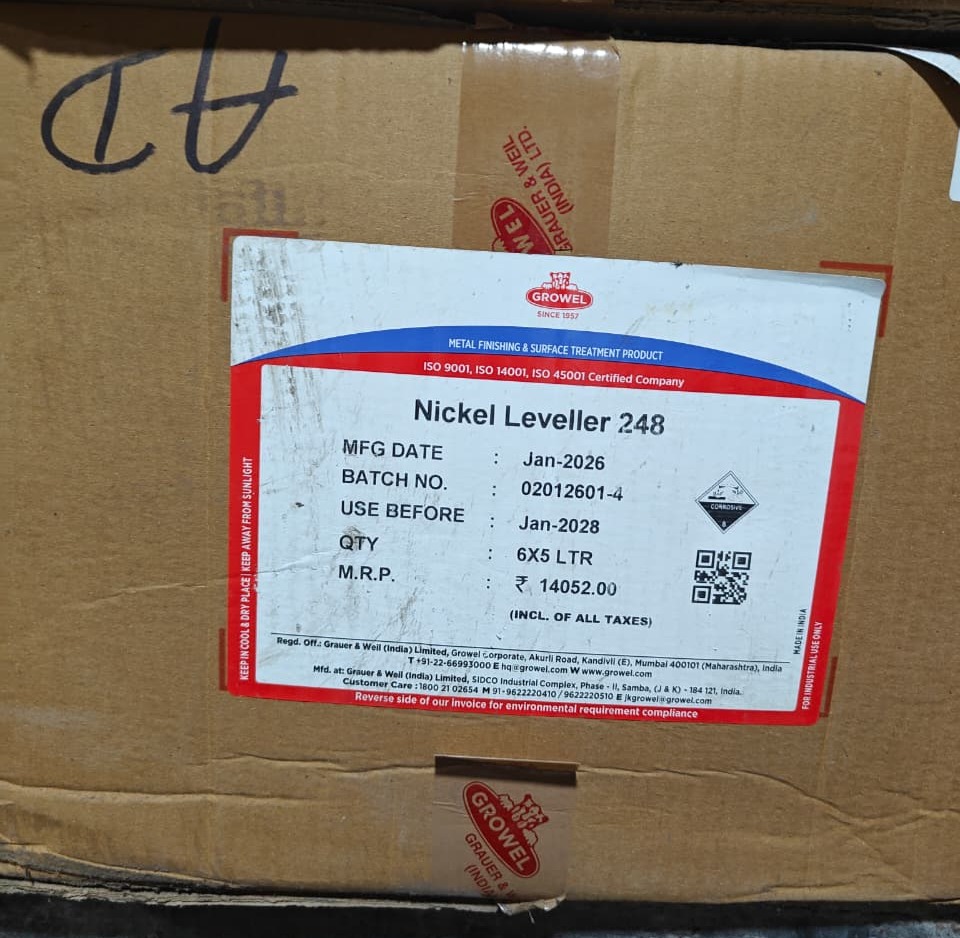 GRAUER & WEIL
(INDIA) LTD.
GROWEL
SINCE 1957
METAL FINISHING & SURFACE TREATMENT PRODUCT
ISO 9001, ISO 14001, ISO 45001 Certified Company
Nickel Leveller 248
MFG DATE : Jan-2026
BATCH NO. : 02012601-4
USE BEFORE : Jan-2028
QTY : 6X5 LTR
M.R.P. : ₹ 14052.00
(INCL. OF ALL TAXES)
CORROSIVE
8
KEEP IN COOL & DRY PLACE | KEEP AWAY FROM SUNLIGHT
MADE IN INDIA
FOR INDUSTRIAL USE ONLY
Regd. Off.: Grauer & Weil (India) Limited, Growel Corporate, Akurli Road, Kandivli (E), Mumbai 400101 (Maharashtra), India
T +91-22-66993000 E hq@growel.com W www.growel.com
Mfd. at: Grauer & Weil (India) Limited, SIDCO Industrial Complex, Phase - II, Samba, (J & K) - 184 121, India.
Customer Care : 1800 21 02654 M 91-9622220410 / 9622220510 E jkgrowel@growel.com
Reverse side of our invoice for environmental requirement compliance
GROWEL
GRAUER &
(INDIA